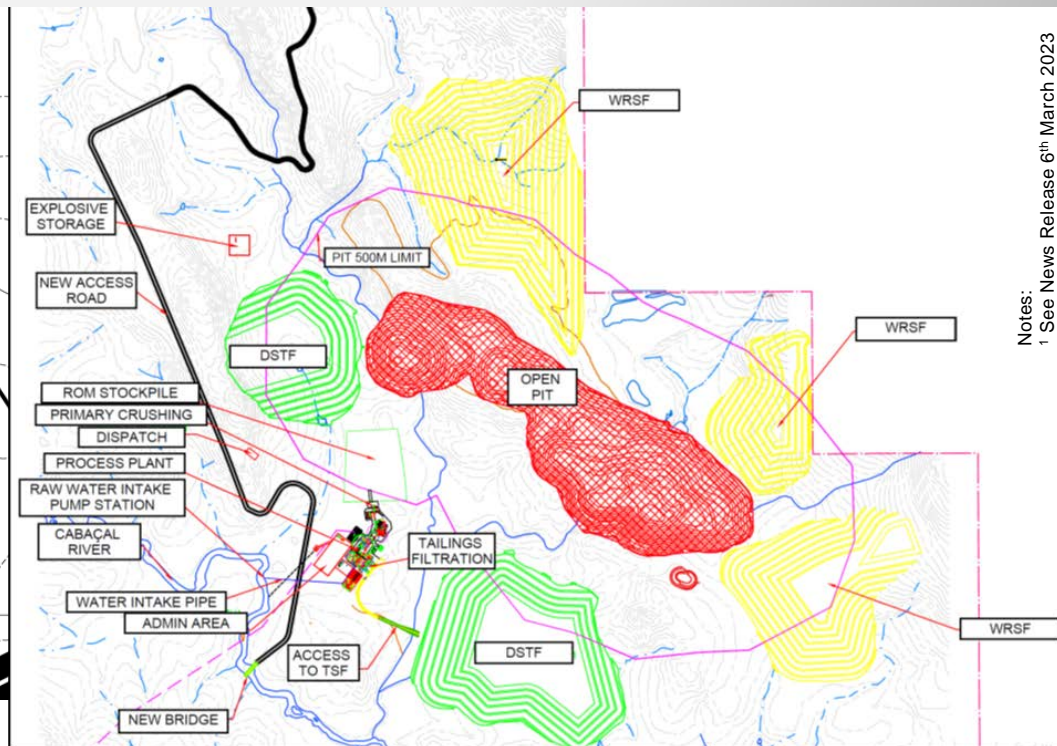 WRSF
EXPLOSIVE
STORAGE
PIT 500M LIMIT
NEW ACCESS
ROAD
WRSF
DSTF
OPEN
PIT
ROM STOCKPILE
PRIMARY CRUSHING
DISPATCH
PROCESS PLANT
RAW WATER INTAKE
PUMP STATION
CABAÇAL
RIVER
TAILINGS
FILTRATION
WATER INTAKE PIPE
ADMIN AREA
WRSF
ACCESS
TO TSF
DSTF
NEW BRIDGE
Notes:
1 See News Release 6th March 2023